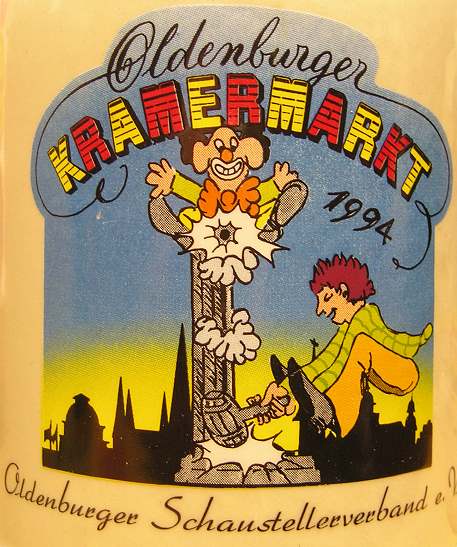 Oldenburger
KRAMERMARKT
1994
Oldenburger Schaustellerverband e.